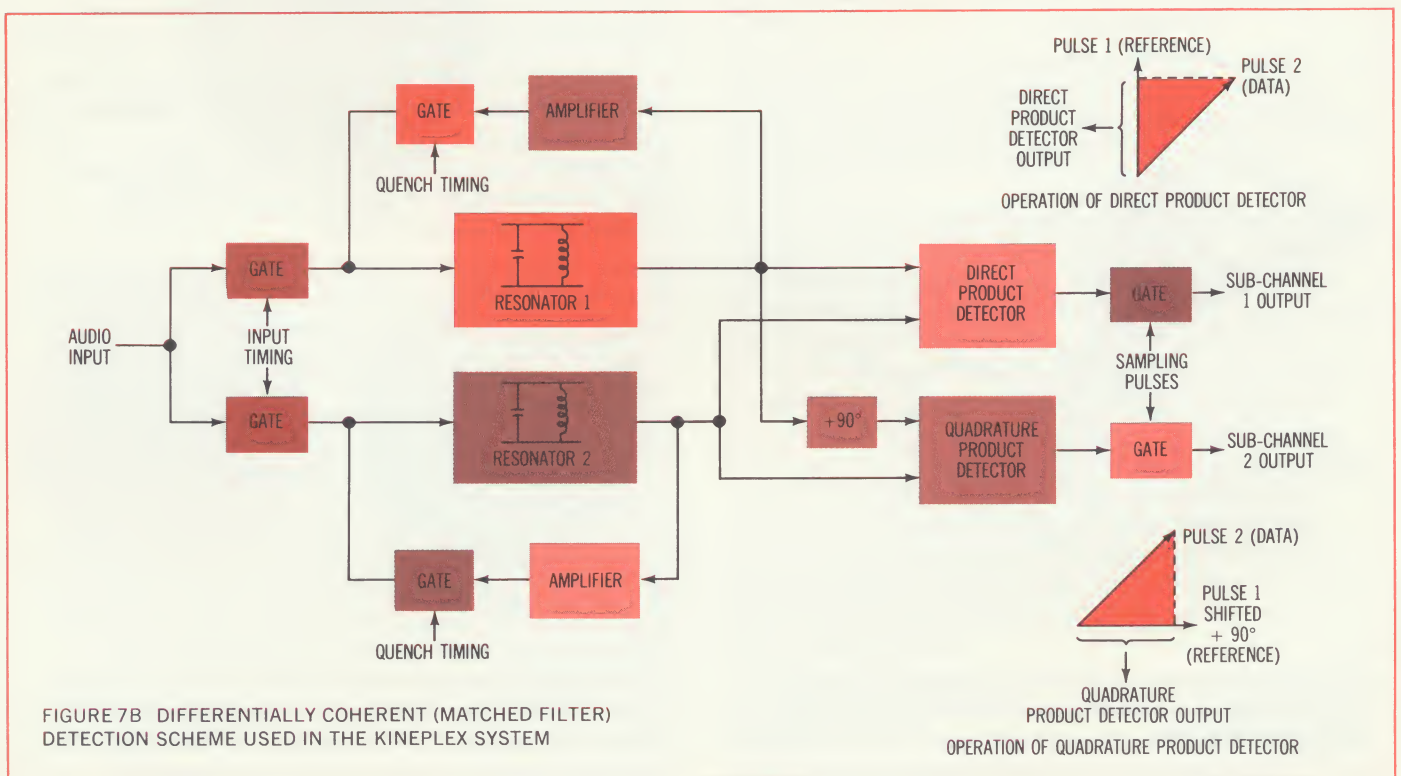 PULSE 1 (REFERENCE)
PULSE 2
(DATA)
DIRECT
PRODUCT
DETECTOR
OUTPUT
OPERATION OF DIRECT PRODUCT DETECTOR
GATE
AMPLIFIER
QUENCH TIMING
GATE
RESONATOR 1
DIRECT
PRODUCT
DETECTOR
GATE
SUB-CHANNEL
1 OUTPUT
AUDIO
INPUT
INPUT
TIMING
SAMPLING
PULSES
GATE
RESONATOR 2
+90°
QUADRATURE
PRODUCT
DETECTOR
GATE
SUB-CHANNEL
2 OUTPUT
GATE
AMPLIFIER
QUENCH TIMING
PULSE 2 (DATA)
PULSE 1
SHIFTED
+ 90°
(REFERENCE)
QUADRATURE
PRODUCT DETECTOR OUTPUT
OPERATION OF QUADRATURE PRODUCT DETECTOR
FIGURE 7B DIFFERENTIALLY COHERENT (MATCHED FILTER)
DETECTION SCHEME USED IN THE KINEPLEX SYSTEM